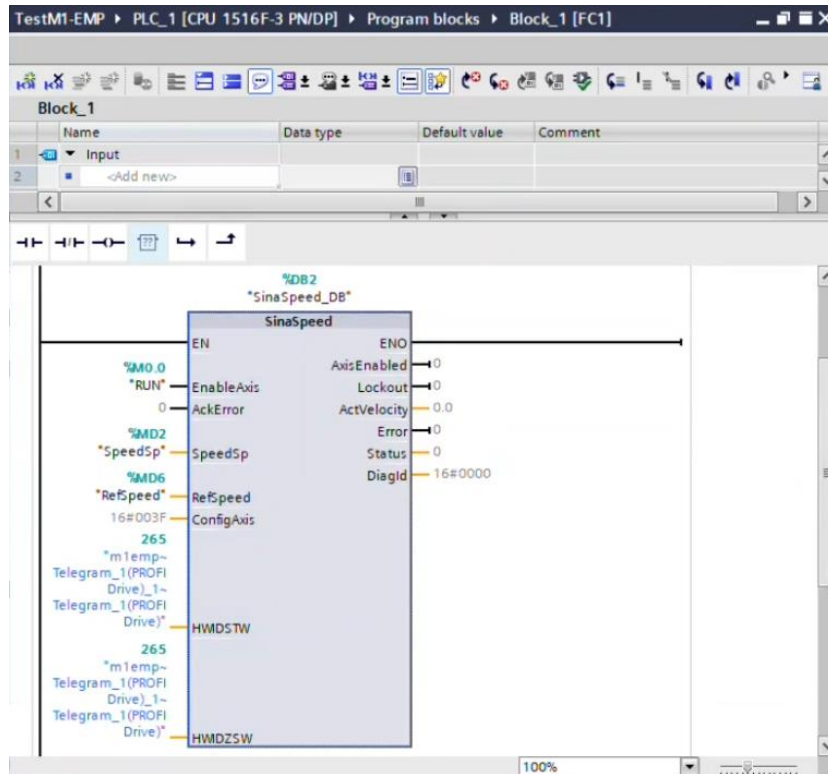 TestM1-EMP ▸ PLC_1 [CPU 1516F-3 PN/DP] ▸ Program blocks ▸ Block_1 [FC1]
Block_1
Name Data type Default value Comment
1 Input
2 <Add new>
%DB2
"SinaSpeed_DB"
SinaSpeed
EN ENO
AxisEnabled 0
%M0.0
"RUN" EnableAxis Lockout 0
0 AckError ActVelocity 0.0
%MD2 Error 0
"SpeedSp" SpeedSp Status 0
%MD6 DiagId 16#0000
"RefSpeed" RefSpeed
16#003F ConfigAxis
265
"m1emp~
Telegram_1(PROFI
Drive)_1~
Telegram_1(PROFI
Drive)" HWIDSTW
265
"m1emp~
Telegram_1(PROFI
Drive)_1~
Telegram_1(PROFI
Drive)" HWIDZSW
100%